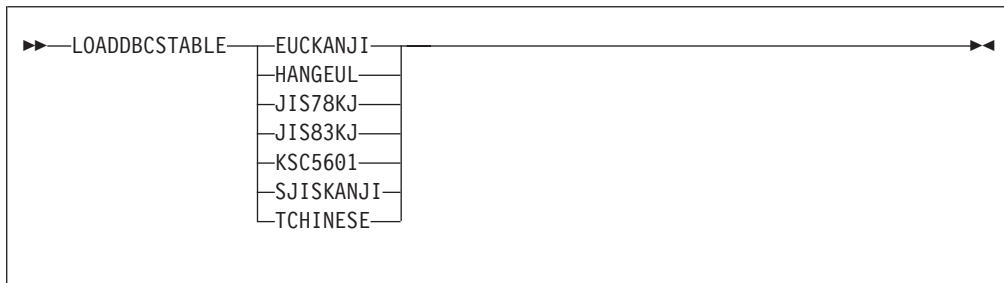 LOADDBCSTABLE EUCKANJI
HANGEUL
JIS78KJ
JIS83KJ
KSC5601
SJISKANJI
TCHINESE